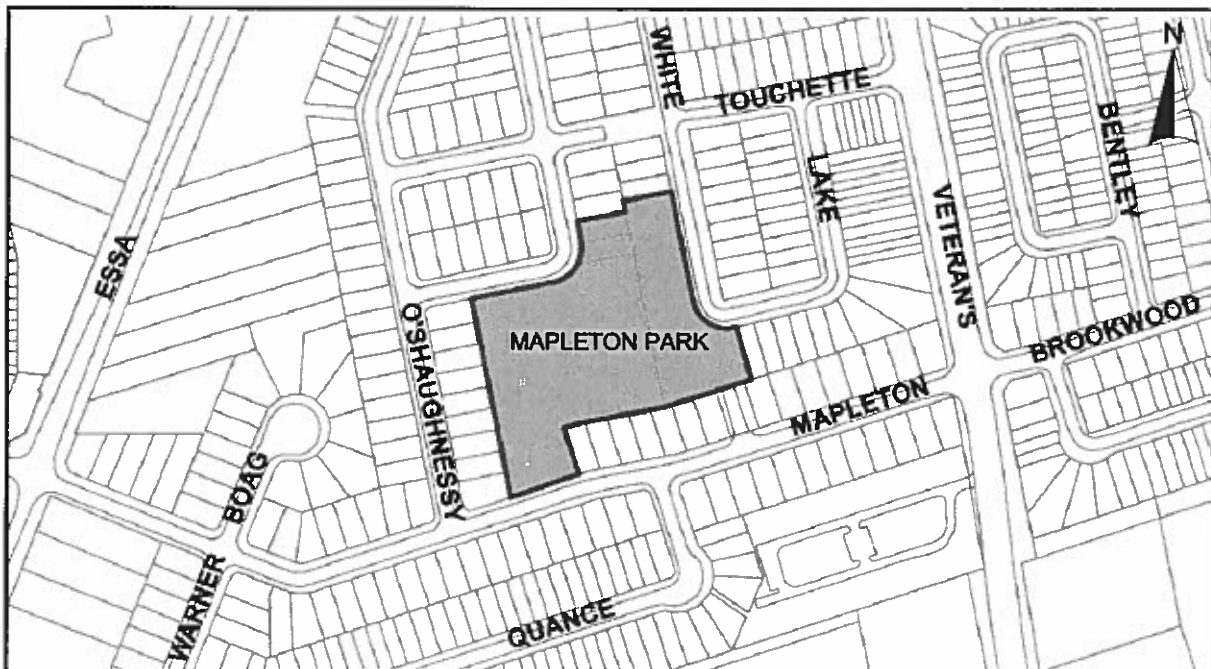 WHITE
N
TOUCHETTE
BENTLEY
LAKE
VETERAN'S
ESSA
O'SHAUGHNESSY
MAPLETON PARK
BROOKWOOD
MAPLETON
BOAG
WARNER
QUANCE